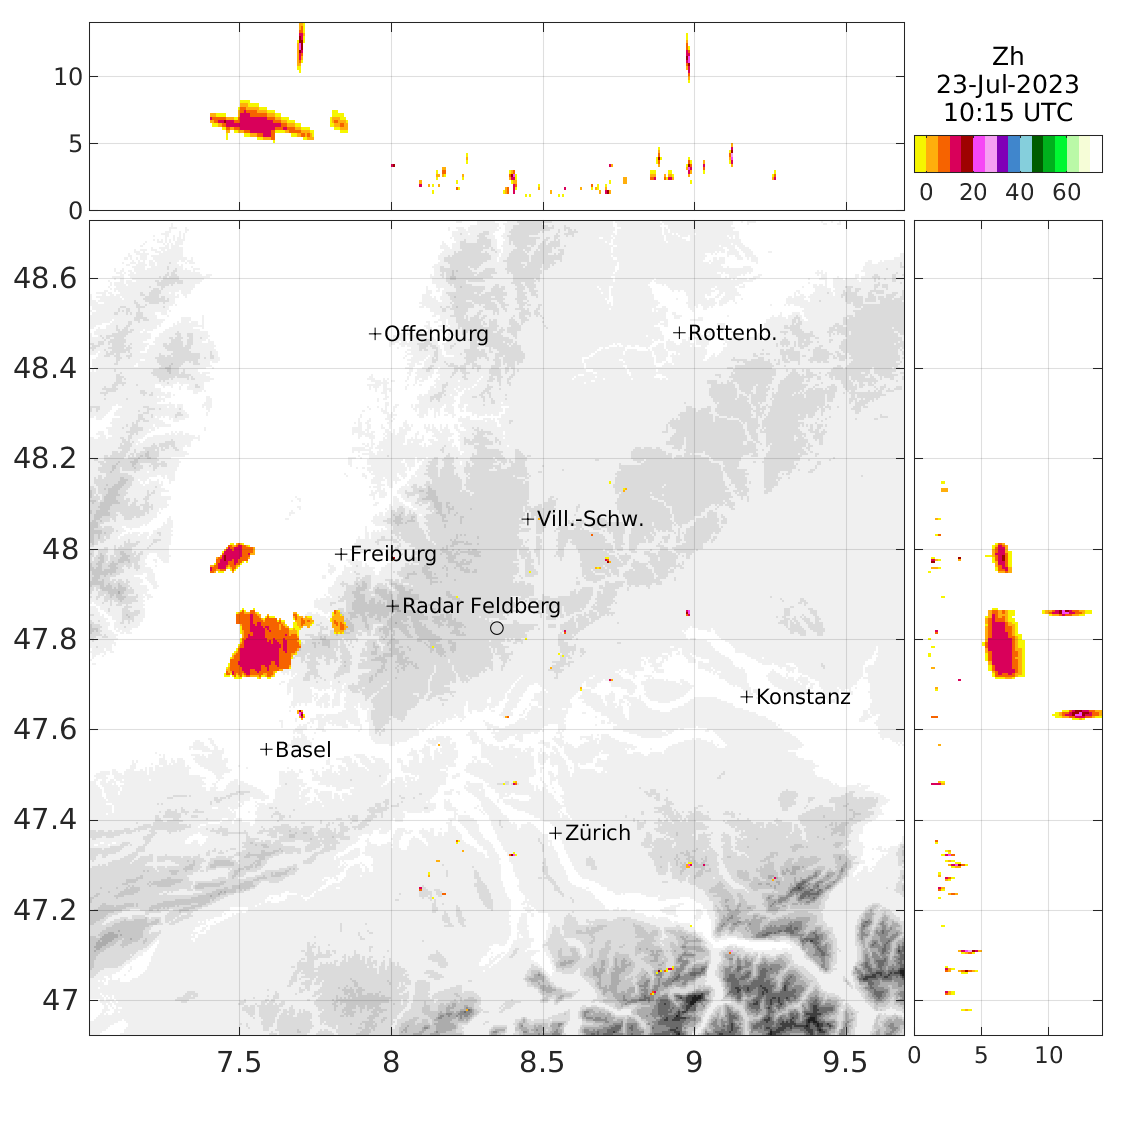 10
5
0
Zh
23-Jul-2023
10:15 UTC
0 20 40 60
48.6
48.4
48.2
48
47.8
47.6
47.4
47.2
47
Offenburg
Rottenb.
Vill.-Schw.
Freiburg
Radar Feldberg
Konstanz
Basel
Zürich
7.5 8 8.5 9 9.5
0 5 10